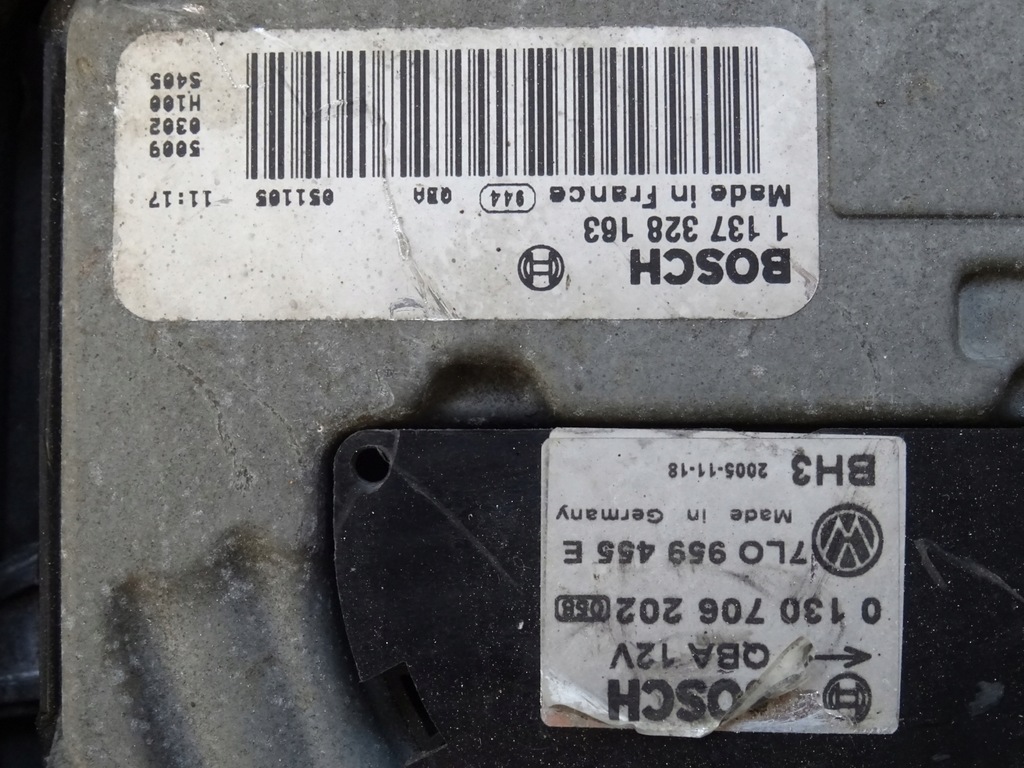 BOSCH
1 137 328 163
Made in France 944 QBA 051105 11:17
5009
0302
H100
5405
BOSCH
QBA 12V
0 130 706 202 06B
7L0 959 455 E
Made in Germany
BH3 2005-11-18